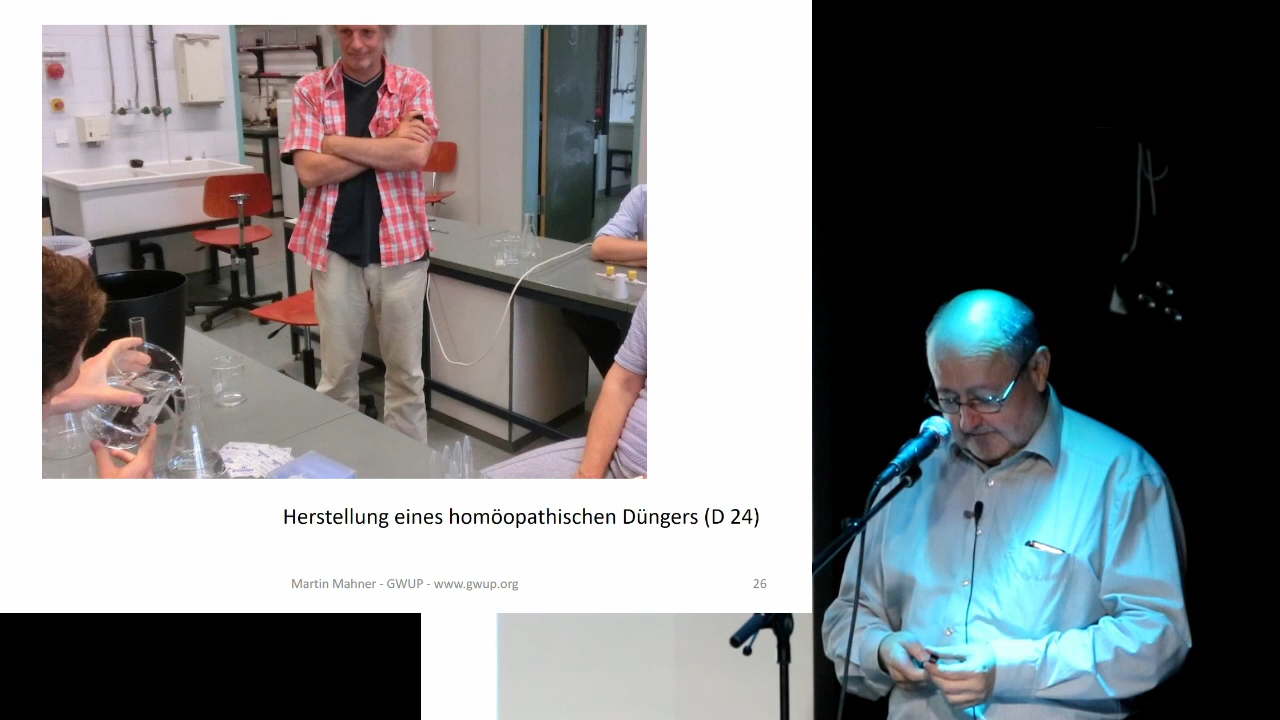 Herstellung eines homöopathischen Düngers (D 24)
Martin Mahner - GWUP - www.gwup.org
26